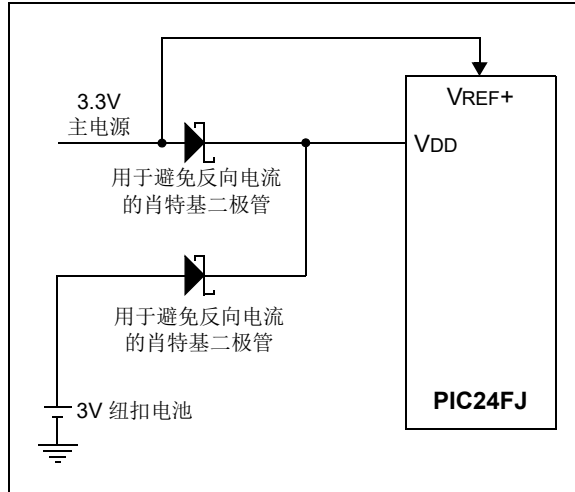 VREF+
3.3V
主电源
VDD
用于避免反向电流
的肖特基二极管
用于避免反向电流
的肖特基二极管
3V 纽扣电池
PIC24FJ